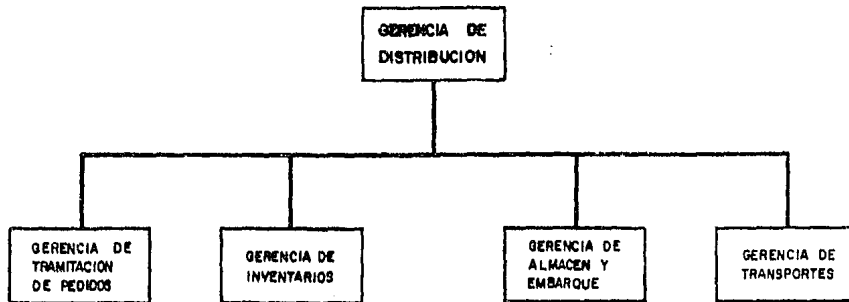 GERENCIA DE
DISTRIBUCION
GERENCIA DE
TRAMITACION
DE PEDIDOS
GERENCIA DE
INVENTARIOS
GERENCIA DE
ALMACEN Y
EMBARQUE
GERENCIA DE
TRANSPORTES